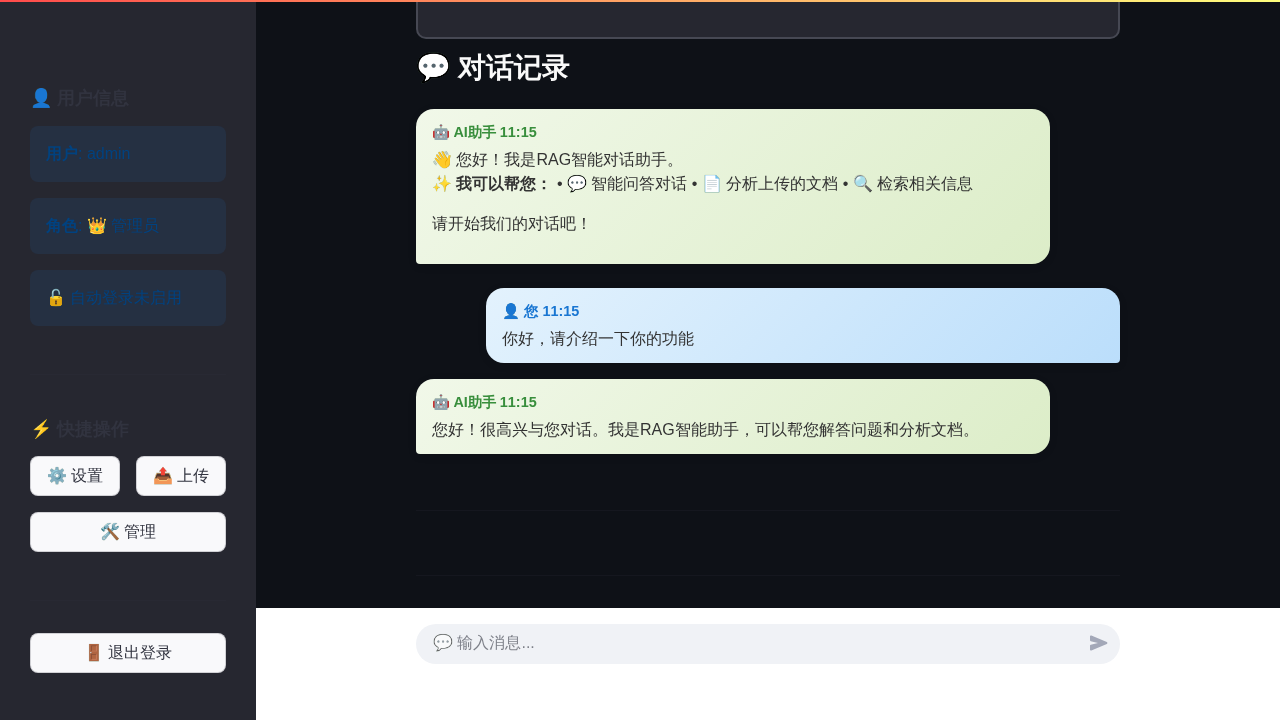 👤 用户信息
用户: admin
角色: 👑 管理员
🔓 自动登录未启用
⚡ 快捷操作
⚙️ 设置
📤 上传
🛠️ 管理
🚪 退出登录
💬 对话记录
🤖 AI助手 11:15
👋 您好！我是RAG智能对话助手。
✨ 我可以帮您： • 💬 智能问答对话 • 📄 分析上传的文档 • 🔍 检索相关信息
请开始我们的对话吧！
👤 您 11:15
你好，请介绍一下你的功能
🤖 AI助手 11:15
您好！很高兴与您对话。我是RAG智能助手，可以帮您解答问题和分析文档。
💬 输入消息...